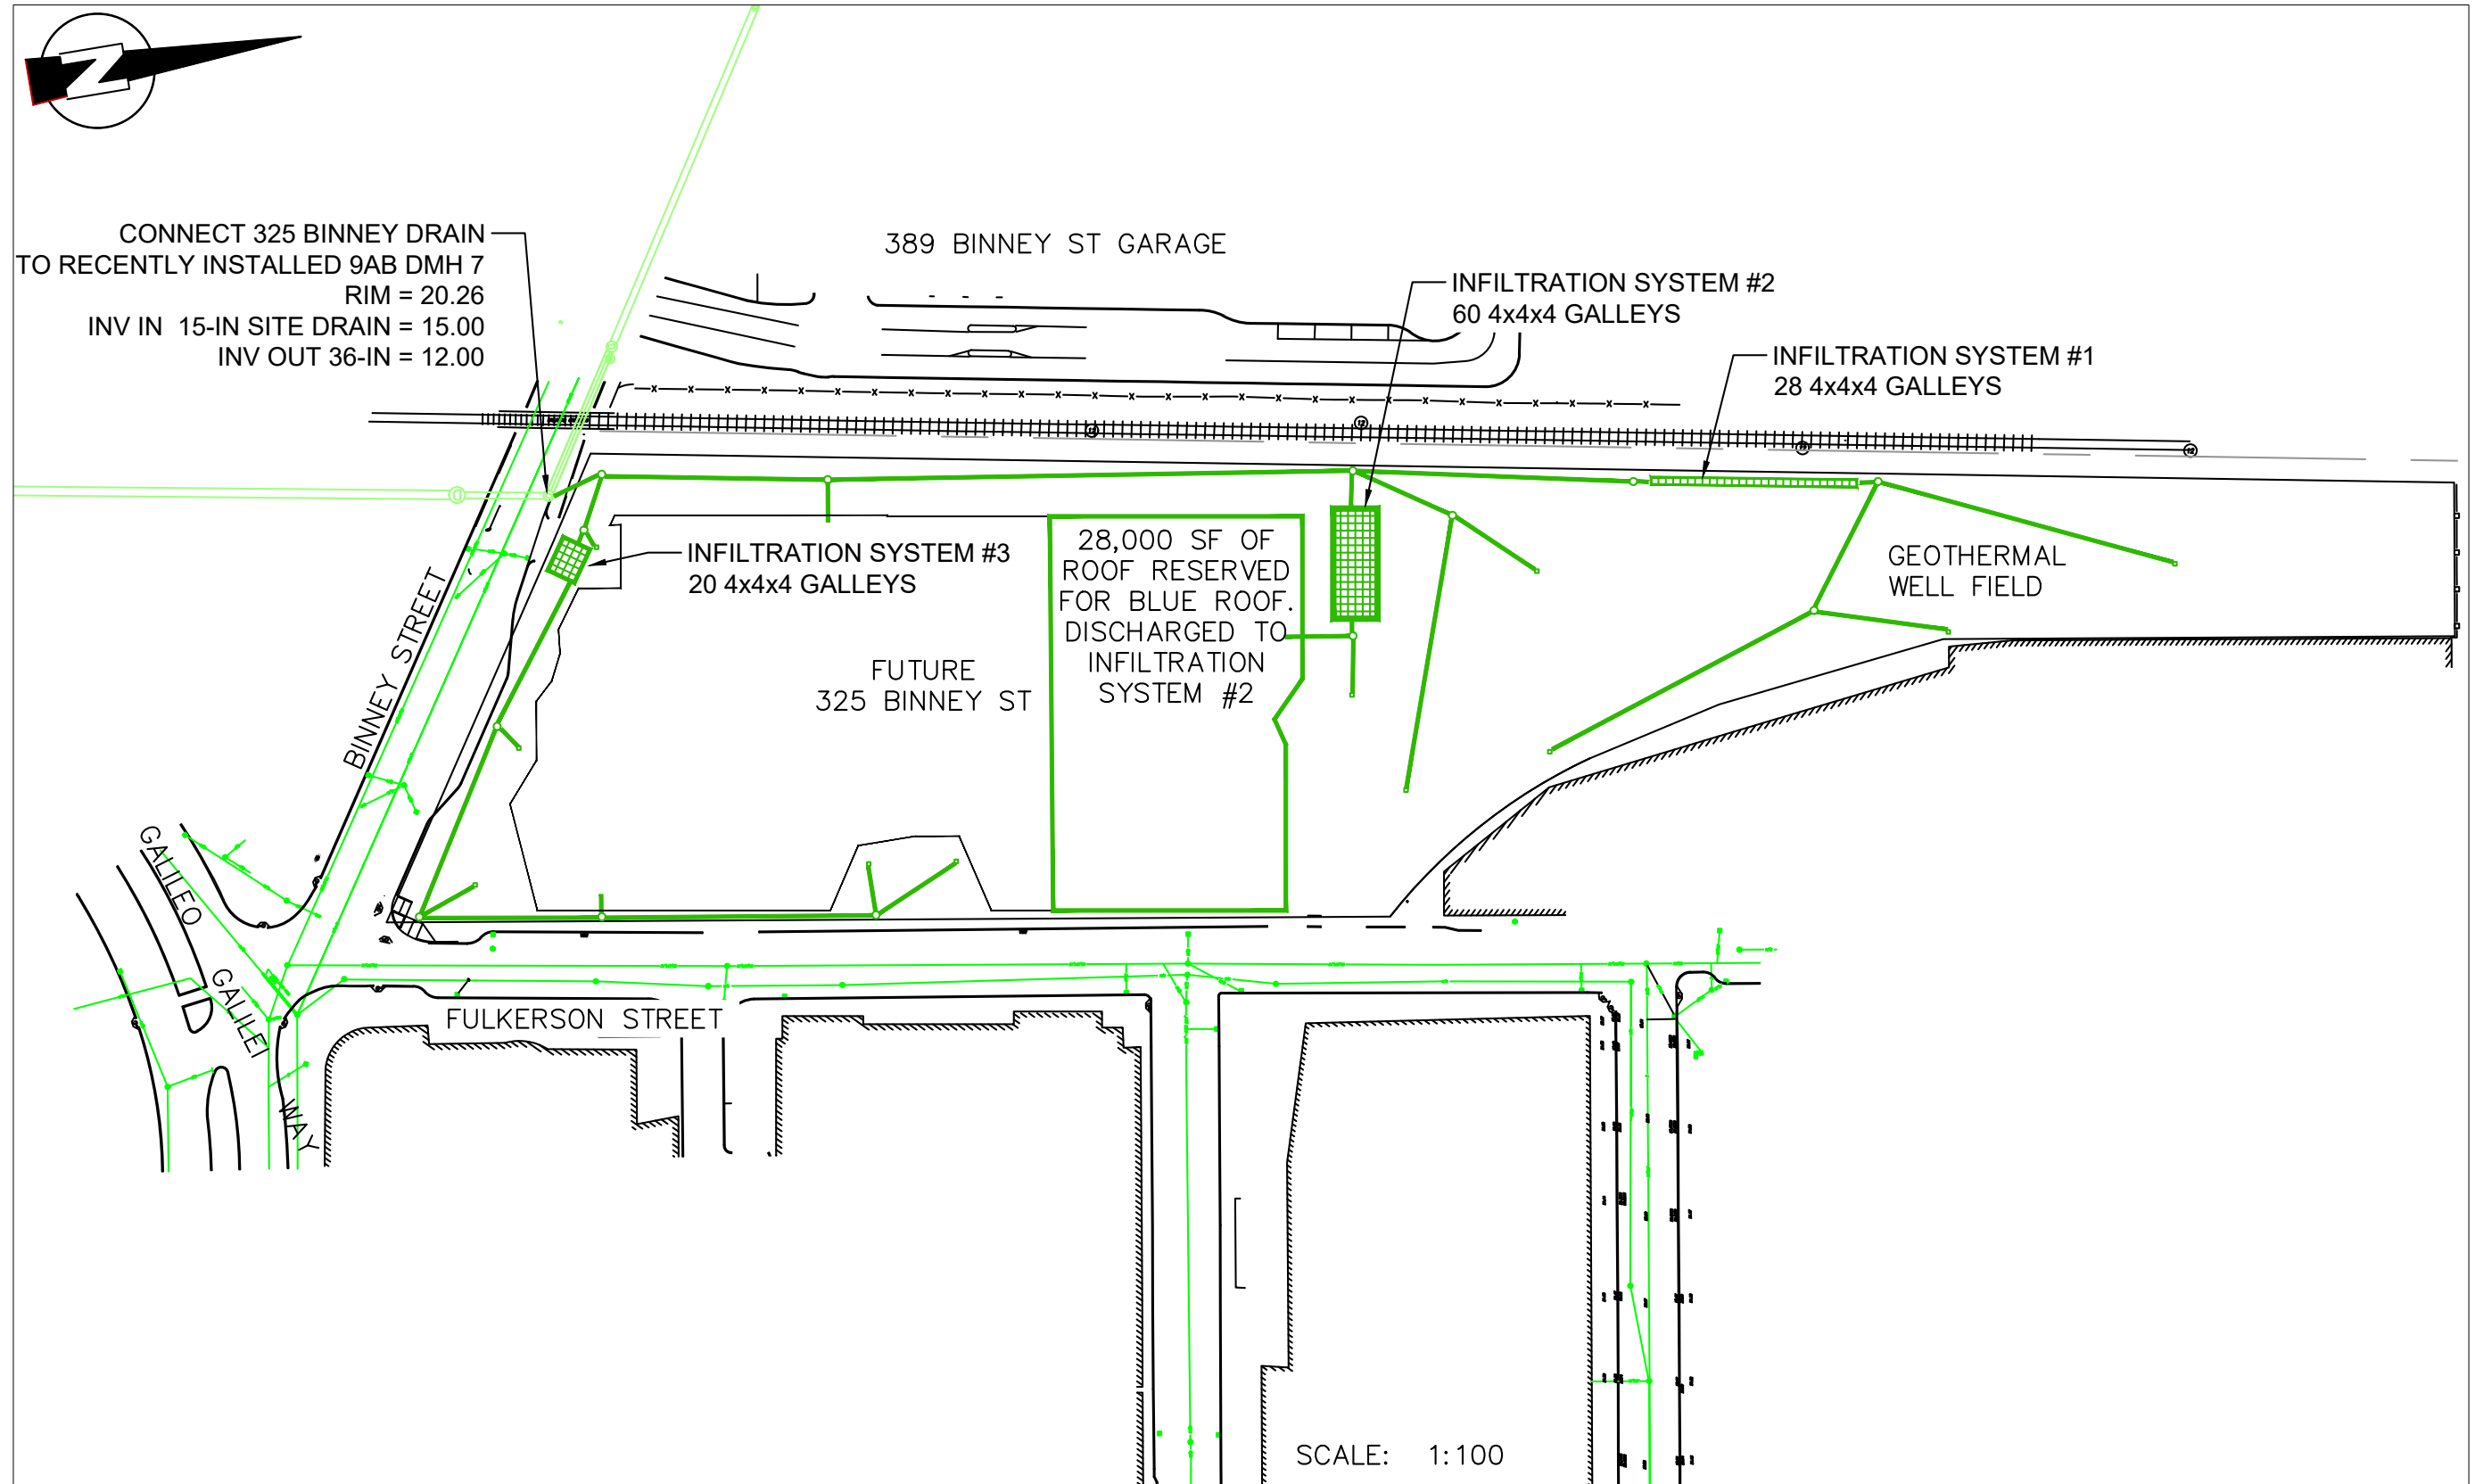 N
CONNECT 325 BINNEY DRAIN
TO RECENTLY INSTALLED 9AB DMH 7
RIM = 20.26
INV IN 15-IN SITE DRAIN = 15.00
INV OUT 36-IN = 12.00
389 BINNEY ST GARAGE
INFILTRATION SYSTEM #2
60 4x4x4 GALLEYS
INFILTRATION SYSTEM #1
28 4x4x4 GALLEYS
D
INFILTRATION SYSTEM #3
20 4x4x4 GALLEYS
28,000 SF OF
ROOF RESERVED
FOR BLUE ROOF.
DISCHARGED TO
INFILTRATION
SYSTEM #2
GEOTHERMAL
WELL FIELD
FUTURE
325 BINNEY ST
BINNEY STREET
GALILEO
GALILEI
WAY
FULKERSON STREET
SCALE: 1:100